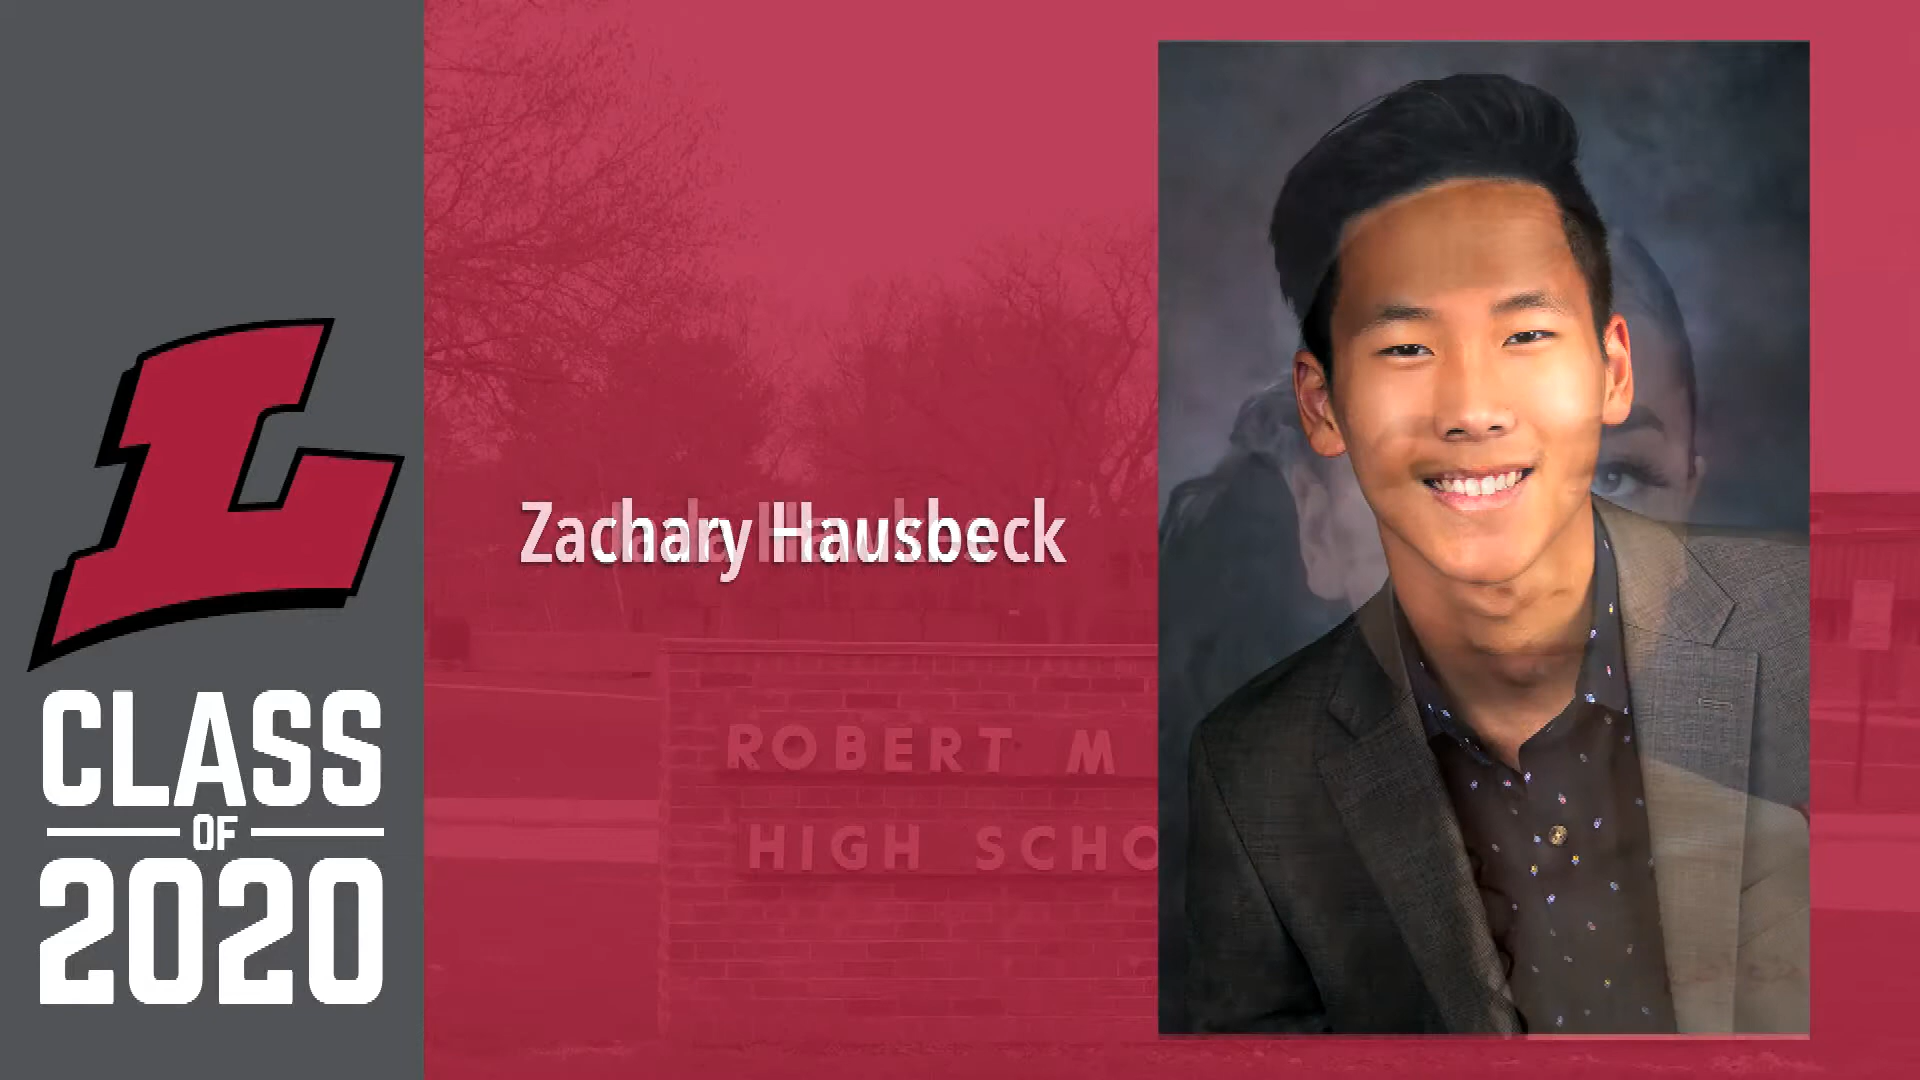 L
CLASS
OF
2020
Zachary Hausbeck
ROBERT M
HIGH SCHO